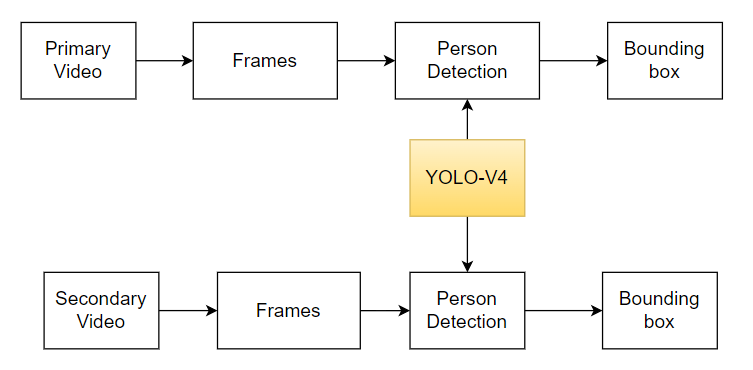 Primary
Video
Frames
Person
Detection
Bounding
box
YOLO-V4
Secondary
Video
Frames
Person
Detection
Bounding
box